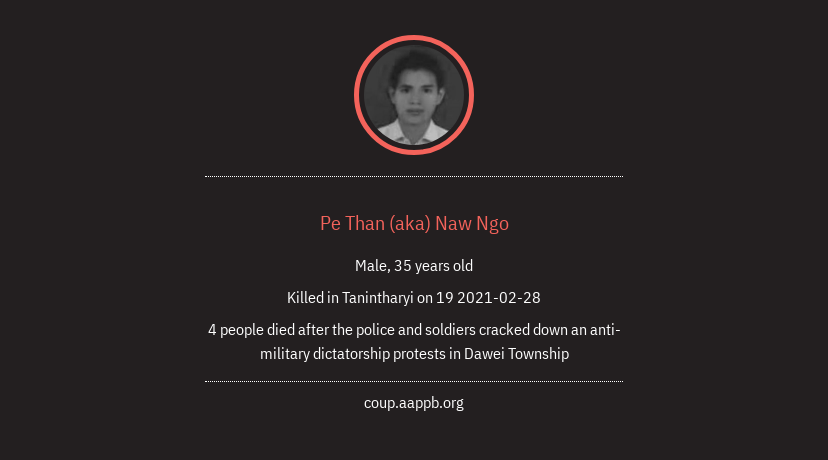 Pe Than (aka) Naw Ngo
Male, 35 years old
Killed in Tanintharyi on 19 2021-02-28
4 people died after the police and soldiers cracked down an anti-
military dictatorship protests in Dawei Township
coup.aappb.org